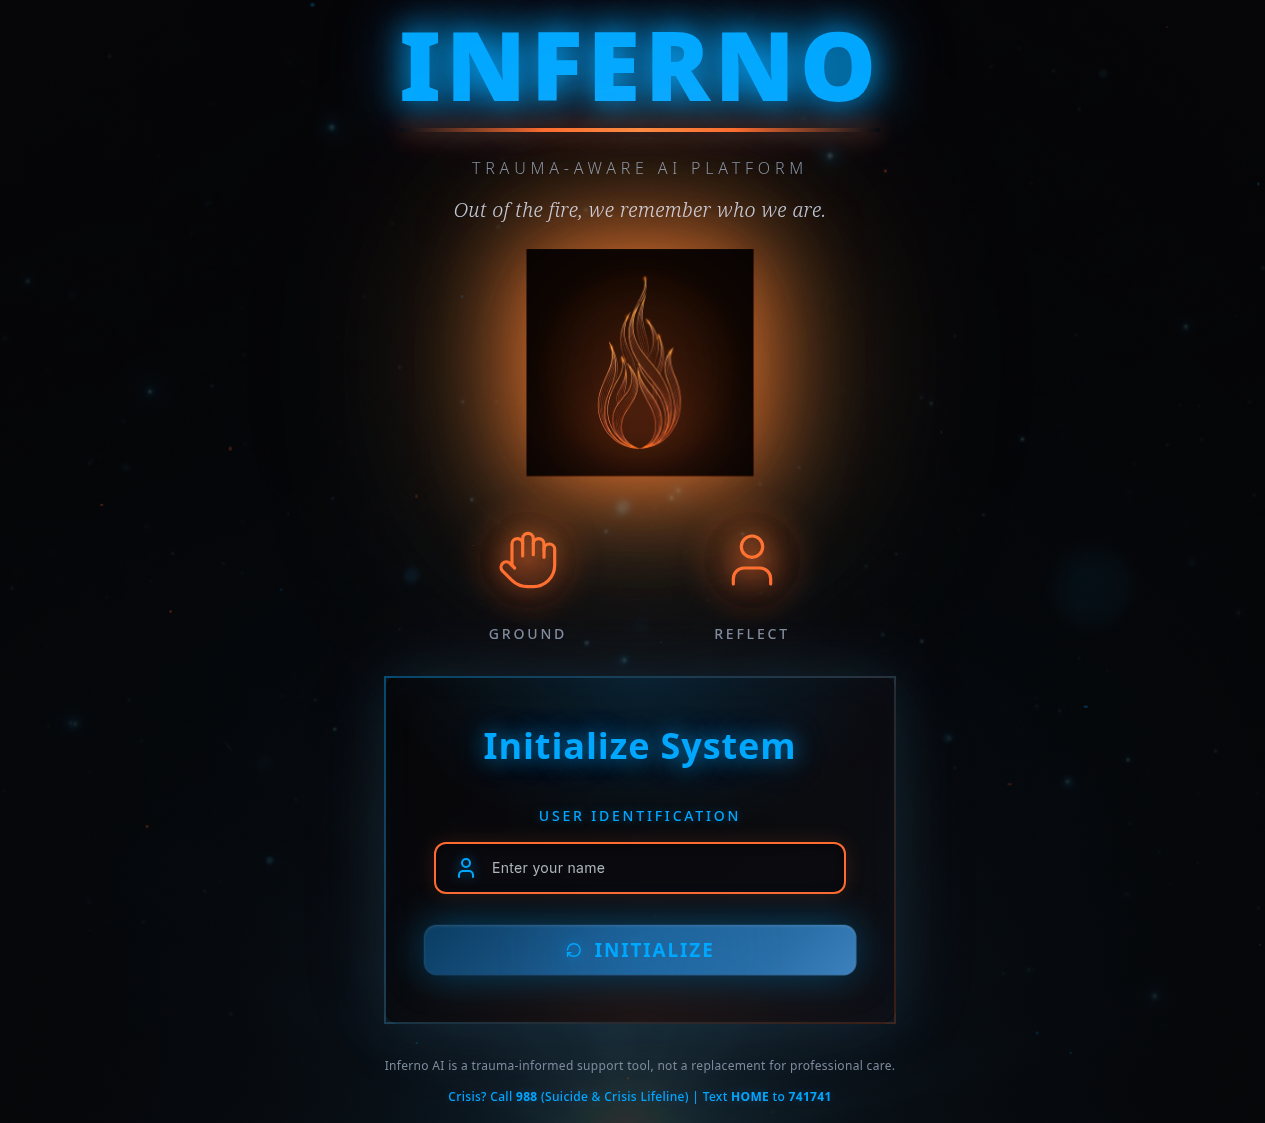 INFERNO
TRAUMA-AWARE AI PLATFORM
Out of the fire, we remember who we are.
GROUND
REFLECT
Initialize System
USER IDENTIFICATION
Enter your name
INITIALIZE
Inferno AI is a trauma-informed support tool, not a replacement for professional care.
Crisis? Call 988 (Suicide & Crisis Lifeline) | Text HOME to 741741